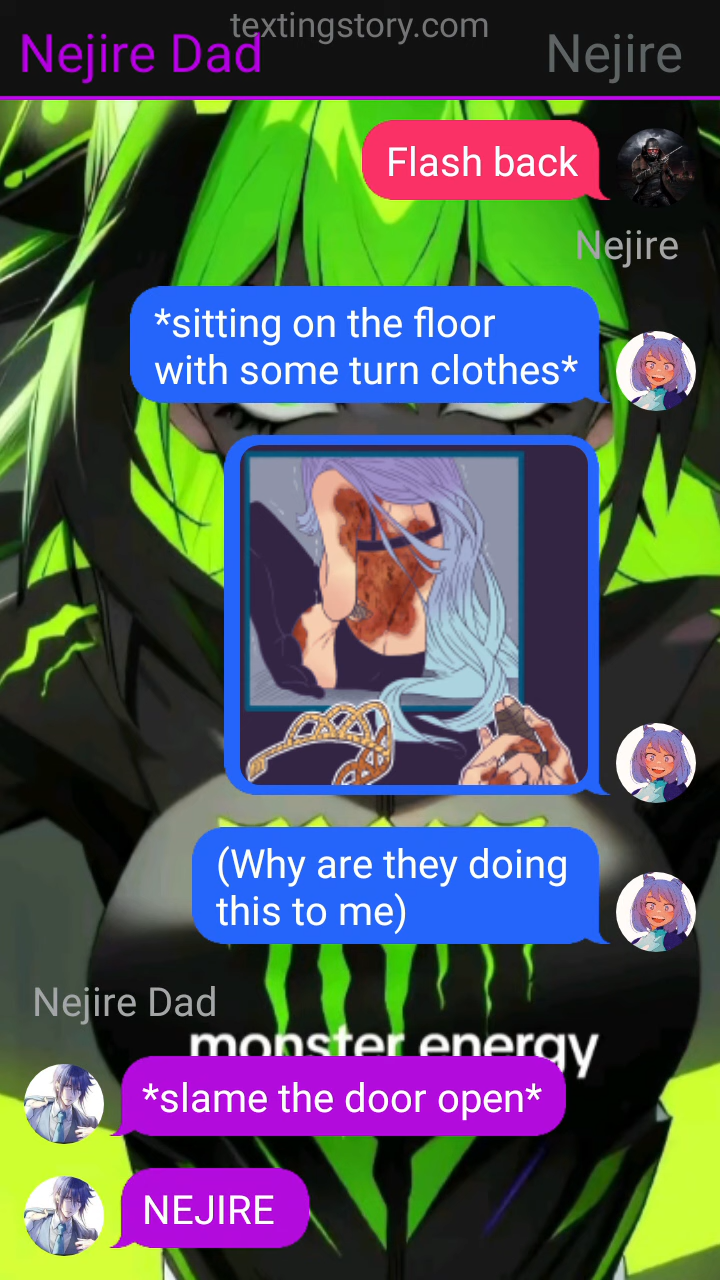 textingstory.com
Nejire Dad
Nejire
Flash back
Nejire
*sitting on the floor
with some turn clothes*
(Why are they doing
this to me)
Nejire Dad
monster energy
*slame the door open*
NEJIRE